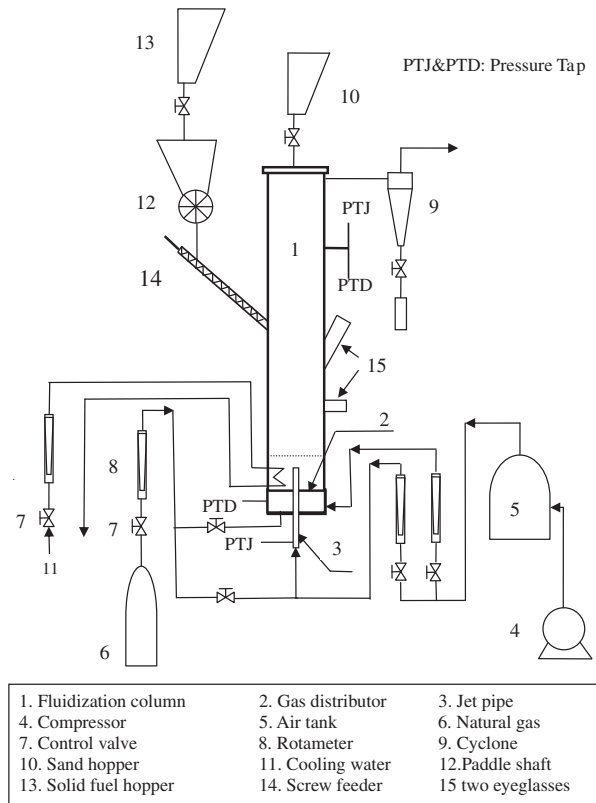 13
10
PTJ&PTD: Pressure Tap
12
9
PTJ
1
14
PTD
15
2
8
PTD
5
7
7
PTJ
3
11
4
6
1. Fluidization column 2. Gas distributor 3. Jet pipe
4. Compressor 5. Air tank 6. Natural gas
7. Control valve 8. Rotameter 9. Cyclone
10. Sand hopper 11. Cooling water 12.Paddle shaft
13. Solid fuel hopper 14. Screw feeder 15 two eyeglasses